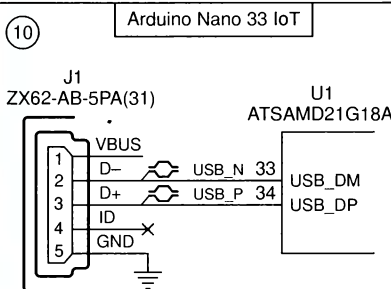 10
Arduino Nano 33 IoT
J1
ZX62-AB-5PA(31)
U1
ATSAMD21G18A
VBUS
1
D– USB_N 33
2 USB_DM
D+ USB_P 34
3 USB_DP
ID
4
GND
5